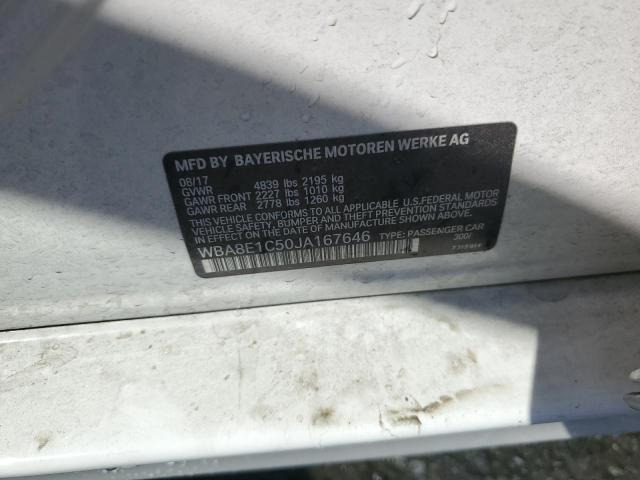 MFD BY BAYERISCHE MOTOREN WERKE AG
08/17
GVWR 4839 lbs 2195 kg
GAWR FRONT 2227 lbs 1010 kg
GAWR REAR 2778 lbs 1260 kg
THIS VEHICLE CONFORMS TO ALL APPLICABLE U.S.FEDERAL MOTOR
VEHICLE SAFETY, BUMPER, AND THEFT PREVENTION STANDARDS
IN EFFECT ON THE DATE OF MANUFACTURE SHOWN ABOVE.
WBA8E1C50JA167646 TYPE: PASSENGER CAR
300/